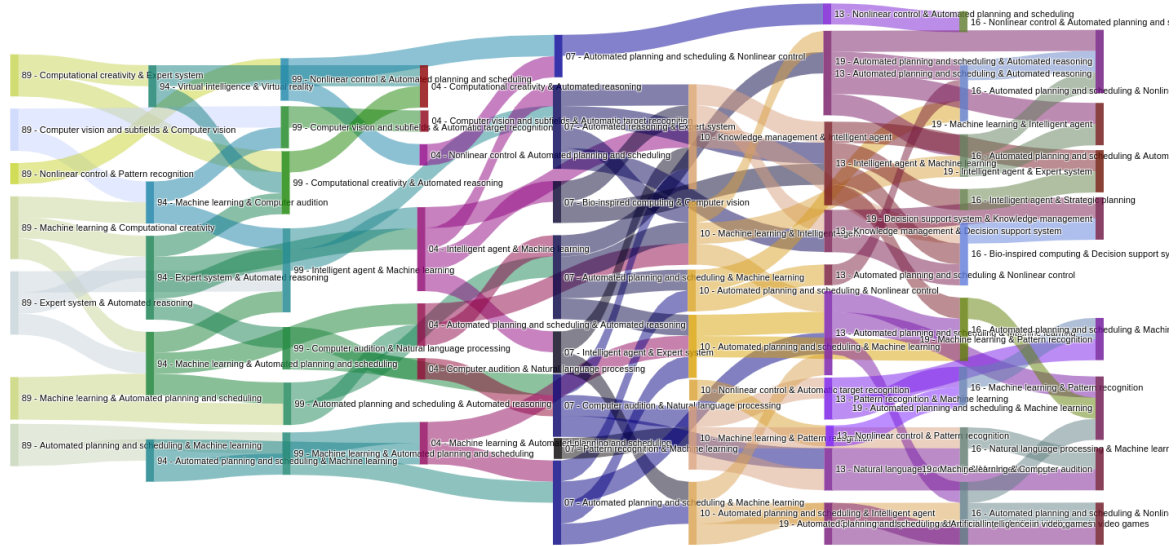 89 - Computational creativity & Expert system
89 - Computer vision and subfields & Computer vision
89 - Nonlinear control & Pattern recognition
89 - Machine learning & Computational creativity
89 - Expert system & Automated reasoning
89 - Machine learning & Automated planning and scheduling
89 - Automated planning and scheduling & Machine learning
94 - Virtual intelligence & Virtual reality
94 - Machine learning & Computer audition
94 - Expert system & Automated reasoning
94 - Machine learning & Automated planning and scheduling
94 - Automated planning and scheduling & Machine learning
99 - Nonlinear control & Automated planning and scheduling
99 - Computer vision and subfields & Automatic target recognition
99 - Computational creativity & Automated reasoning
99 - Intelligent agent & Machine learning
99 - Computer audition & Natural language processing
99 - Automated planning and scheduling & Automated reasoning
99 - Machine learning & Automated planning and scheduling
04 - Computational creativity & Automated reasoning
04 - Computer vision and subfields & Automatic target recognition
04 - Nonlinear control & Automated planning and scheduling
04 - Intelligent agent & Machine learning
04 - Automated planning and scheduling & Automated reasoning
04 - Computer audition & Natural language processing
04 - Machine learning & Automated planning and scheduling
07 - Automated planning and scheduling & Nonlinear control
07 - Automated reasoning & Expert system
07 - Bio-inspired computing & Computer vision
07 - Automated planning and scheduling & Machine learning
07 - Intelligent agent & Expert system
07 - Computer audition & Natural language processing
07 - Pattern recognition & Machine learning
07 - Automated planning and scheduling & Machine learning
10 - Knowledge management & Intelligent agent
10 - Machine learning & Intelligent agent
10 - Automated planning and scheduling & Nonlinear control
10 - Automated planning and scheduling & Machine learning
10 - Nonlinear control & Automatic target recognition
10 - Machine learning & Pattern recognition
10 - Automated planning and scheduling & Intelligent agent
13 - Nonlinear control & Automated planning and scheduling
13 - Automated planning and scheduling & Automated reasoning
13 - Intelligent agent & Machine learning
13 - Knowledge management & Decision support system
13 - Automated planning and scheduling & Nonlinear control
13 - Automated planning and scheduling & Machine learning
13 - Pattern recognition & Machine learning
13 - Nonlinear control & Pattern recognition
13 - Natural language
16 - Nonlinear control & Automated planning and s
16 - Automated planning and scheduling & Nonline
16 - Automated planning and scheduling & Autom
16 - Intelligent agent & Strategic planning
16 - Bio-inspired computing & Decision support sy
16 - Automated planning and scheduling & Machin
16 - Machine learning & Pattern recognition
16 - Natural language processing & Machine learn
16 - Automated planning and scheduling & Nonlin
19 - Automated planning and scheduling & Automated reasoning
19 - Machine learning & Intelligent agent
19 - Intelligent agent & Expert system
19 - Decision support system & Knowledge management
19 - Machine learning & Pattern recognition
19 - Automated planning and scheduling & Machine learning
19 - Machine learning & Computer audition
19 - Automated planning and scheduling & Artificial intelligence in video games